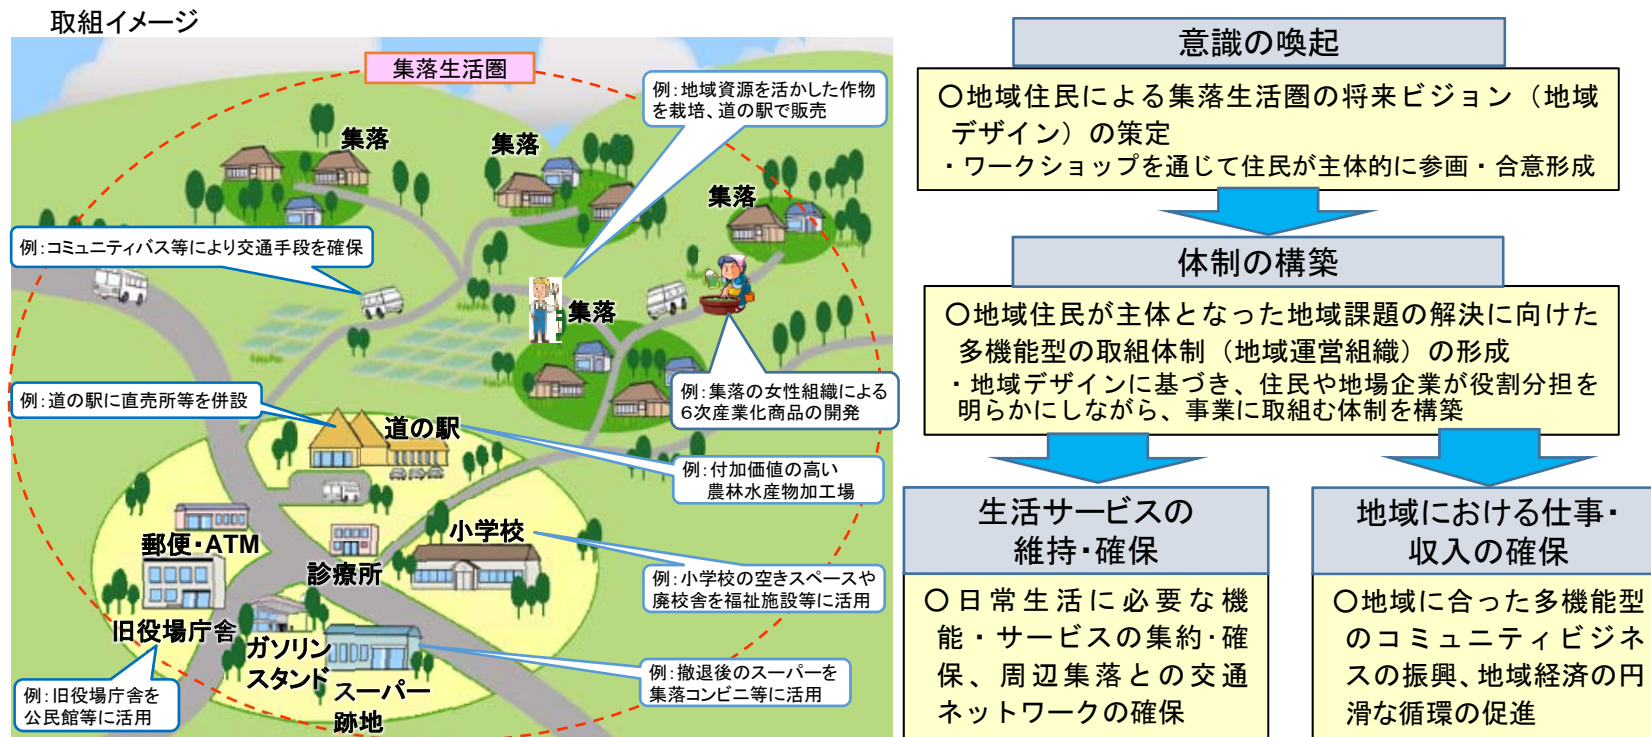 取組イメージ
集落生活圏
例:地域資源を活かした作物
を栽培、道の駅で販売
集落
集落
集落
例:コミュニティバス等により交通手段を確保
集落
例:集落の女性組織による
6次産業化商品の開発
例:道の駅に直売所等を併設
道の駅
例:付加価値の高い
農林水産物加工場
小学校
郵便・ATM
診療所
例:小学校の空きスペースや
廃校舎を福祉施設等に活用
旧役場庁舎
ガソリン
スタンド
スーパー
跡地
例:撤退後のスーパーを
集落コンビニ等に活用
例:旧役場庁舎を
公民館等に活用
意識の喚起
〇地域住民による集落生活圏の将来ビジョン(地域
デザイン)の策定
・ワークショップを通じて住民が主体的に参画・合意形成
体制の構築
〇地域住民が主体となった地域課題の解決に向けた
多機能型の取組体制(地域運営組織)の形成
・地域デザインに基づき、住民や地場企業が役割分担を
明らかにしながら、事業に取組む体制を構築
生活サービスの
維持・確保
〇日常生活に必要な機
能・サービスの集約・確
保、周辺集落との交通
ネットワークの確保
地域における仕事・
収入の確保
〇地域に合った多機能型
のコミュニティビジネ
スの振興、地域経済の円
滑な循環の促進